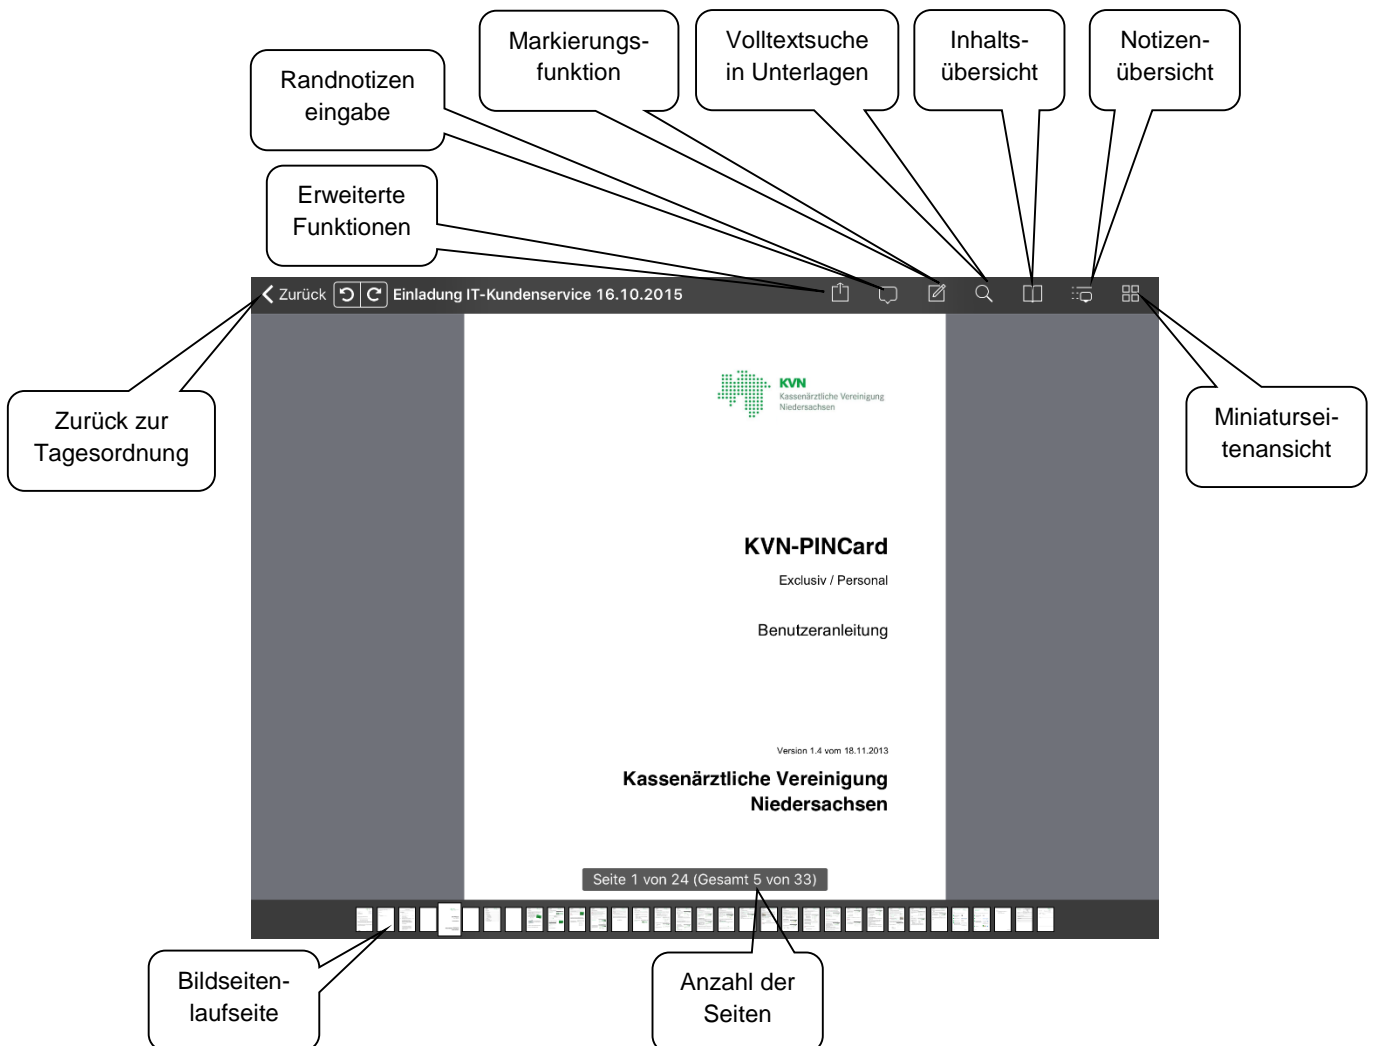 Markierungs-
funktion
Volltextsuche
in Unterlagen
Inhalts-
übersicht
Notizen-
übersicht
Randnotizen
eingabe
Erweiterte
Funktionen
Zurück
Einladung IT-Kundenservice 16.10.2015
KVN
Kassenärztliche Vereinigung
Niedersachsen
Zurück zur
Tagesordnung
Miniatursei-
tenansicht
KVN-PINCard
Exclusiv / Personal
Benutzeranleitung
Version 1.4 vom 18.11.2013
Kassenärztliche Vereinigung
Niedersachsen
Seite 1 von 24 (Gesamt 5 von 33)
Bildseiten-
laufseite
Anzahl der
Seiten